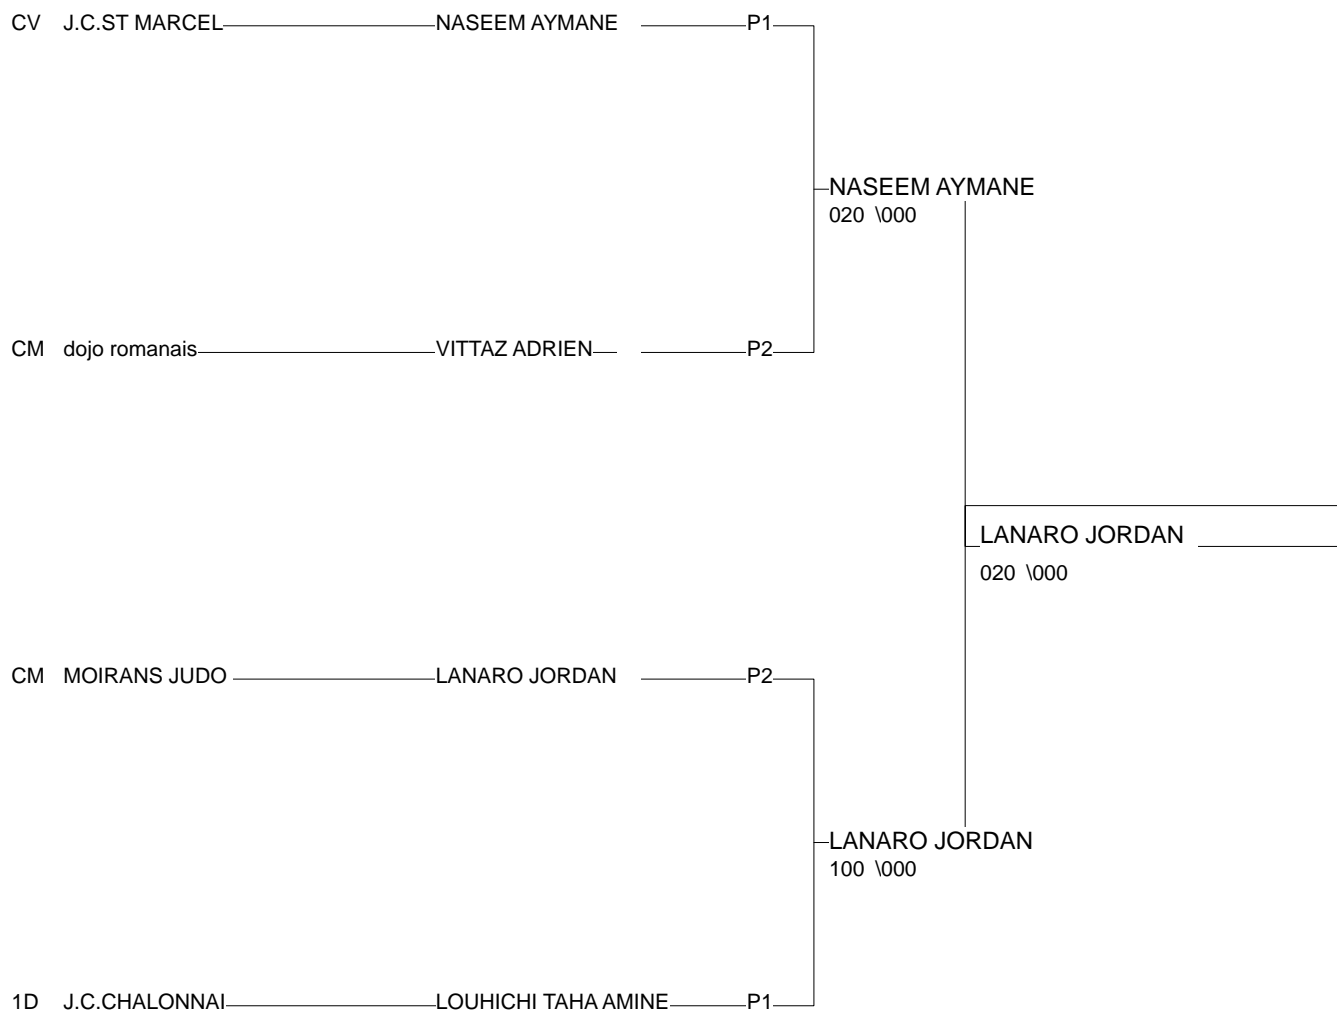 CV J.C.ST MARCEL NASEEM AYMANE P1
NASEEM AYMANE
020 \000
CM dojo romanais VITTAZ ADRIEN P2
LANARO JORDAN
020 \000
CM MOIRANS JUDO LANARO JORDAN P2
LANARO JORDAN
100 \000
1D J.C.CHALONNAI LOUHICHI TAHA AMINE P1